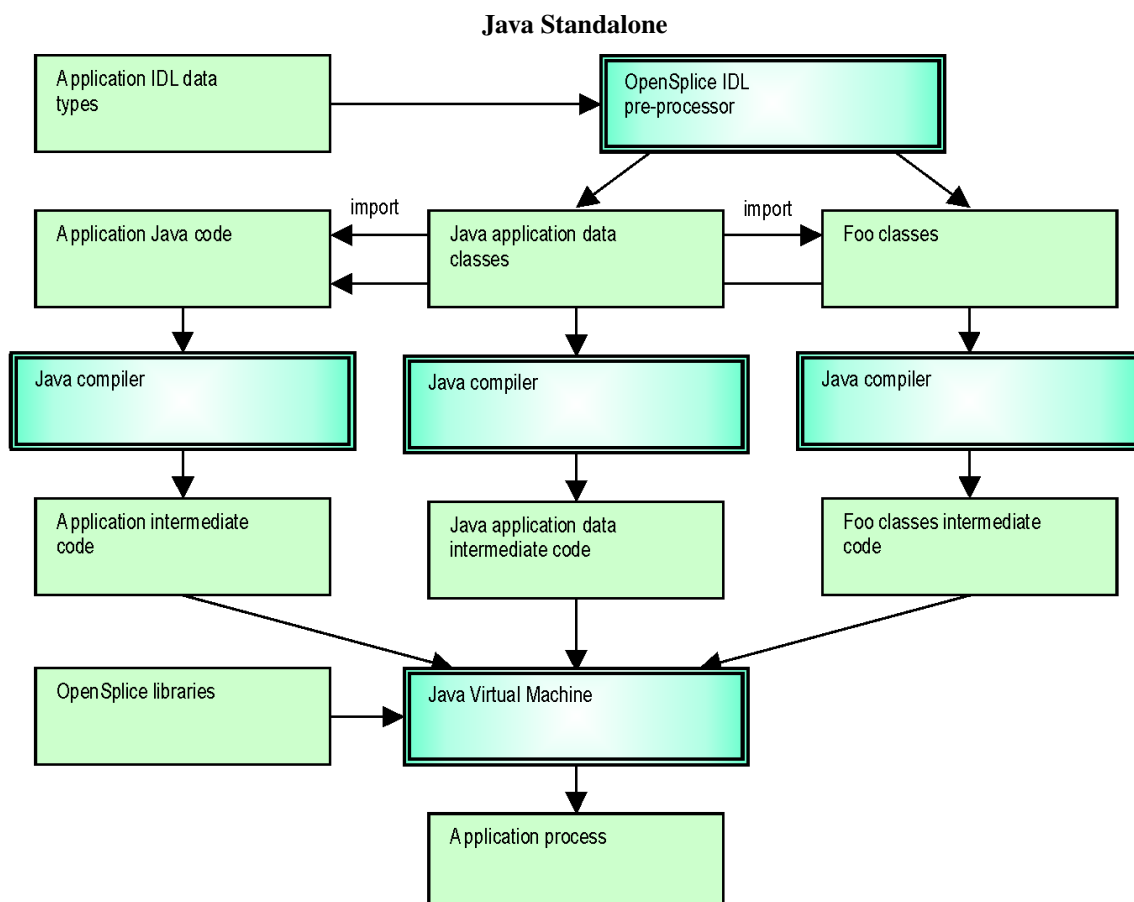 Java Standalone
Application IDL data
types
OpenSplice IDL
pre-processor
import
import
Application Java code
Java application data
classes
Foo classes
Java compiler
Java compiler
Java compiler
Application intermediate
code
Java application data
intermediate code
Foo classes intermediate
code
OpenSplice libraries
Java Virtual Machine
Application process